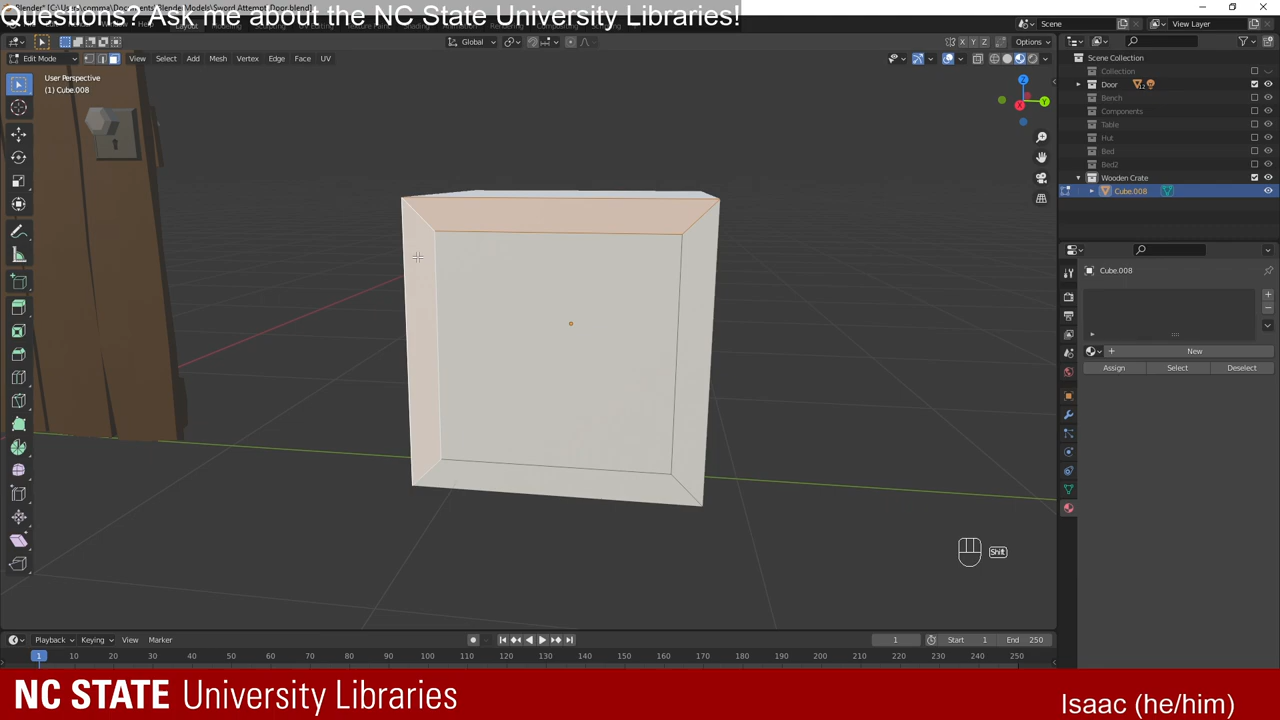 Questions? Ask me about the NC State University Libraries!
Scene
View Layer
Global
X Y Z
Options
Edit Mode
View Select Add Mesh Vertex Edge Face UV
User Perspective
(1) Cube.008
Scene Collection
Collection
Door
Bench
Components
Table
Hut
Bed
Bed2
Wooden Crate
Cube.008
Cube.008
New
Assign Select Deselect
Shift
Playback Keying View Marker
1 Start 1 End 250
1 10 20 30 40 50 60 70 80 90 100 110 120 130 140 150 160 170 180 190 200 210 220 230 240 250
NC STATE University Libraries
Isaac (he/him)